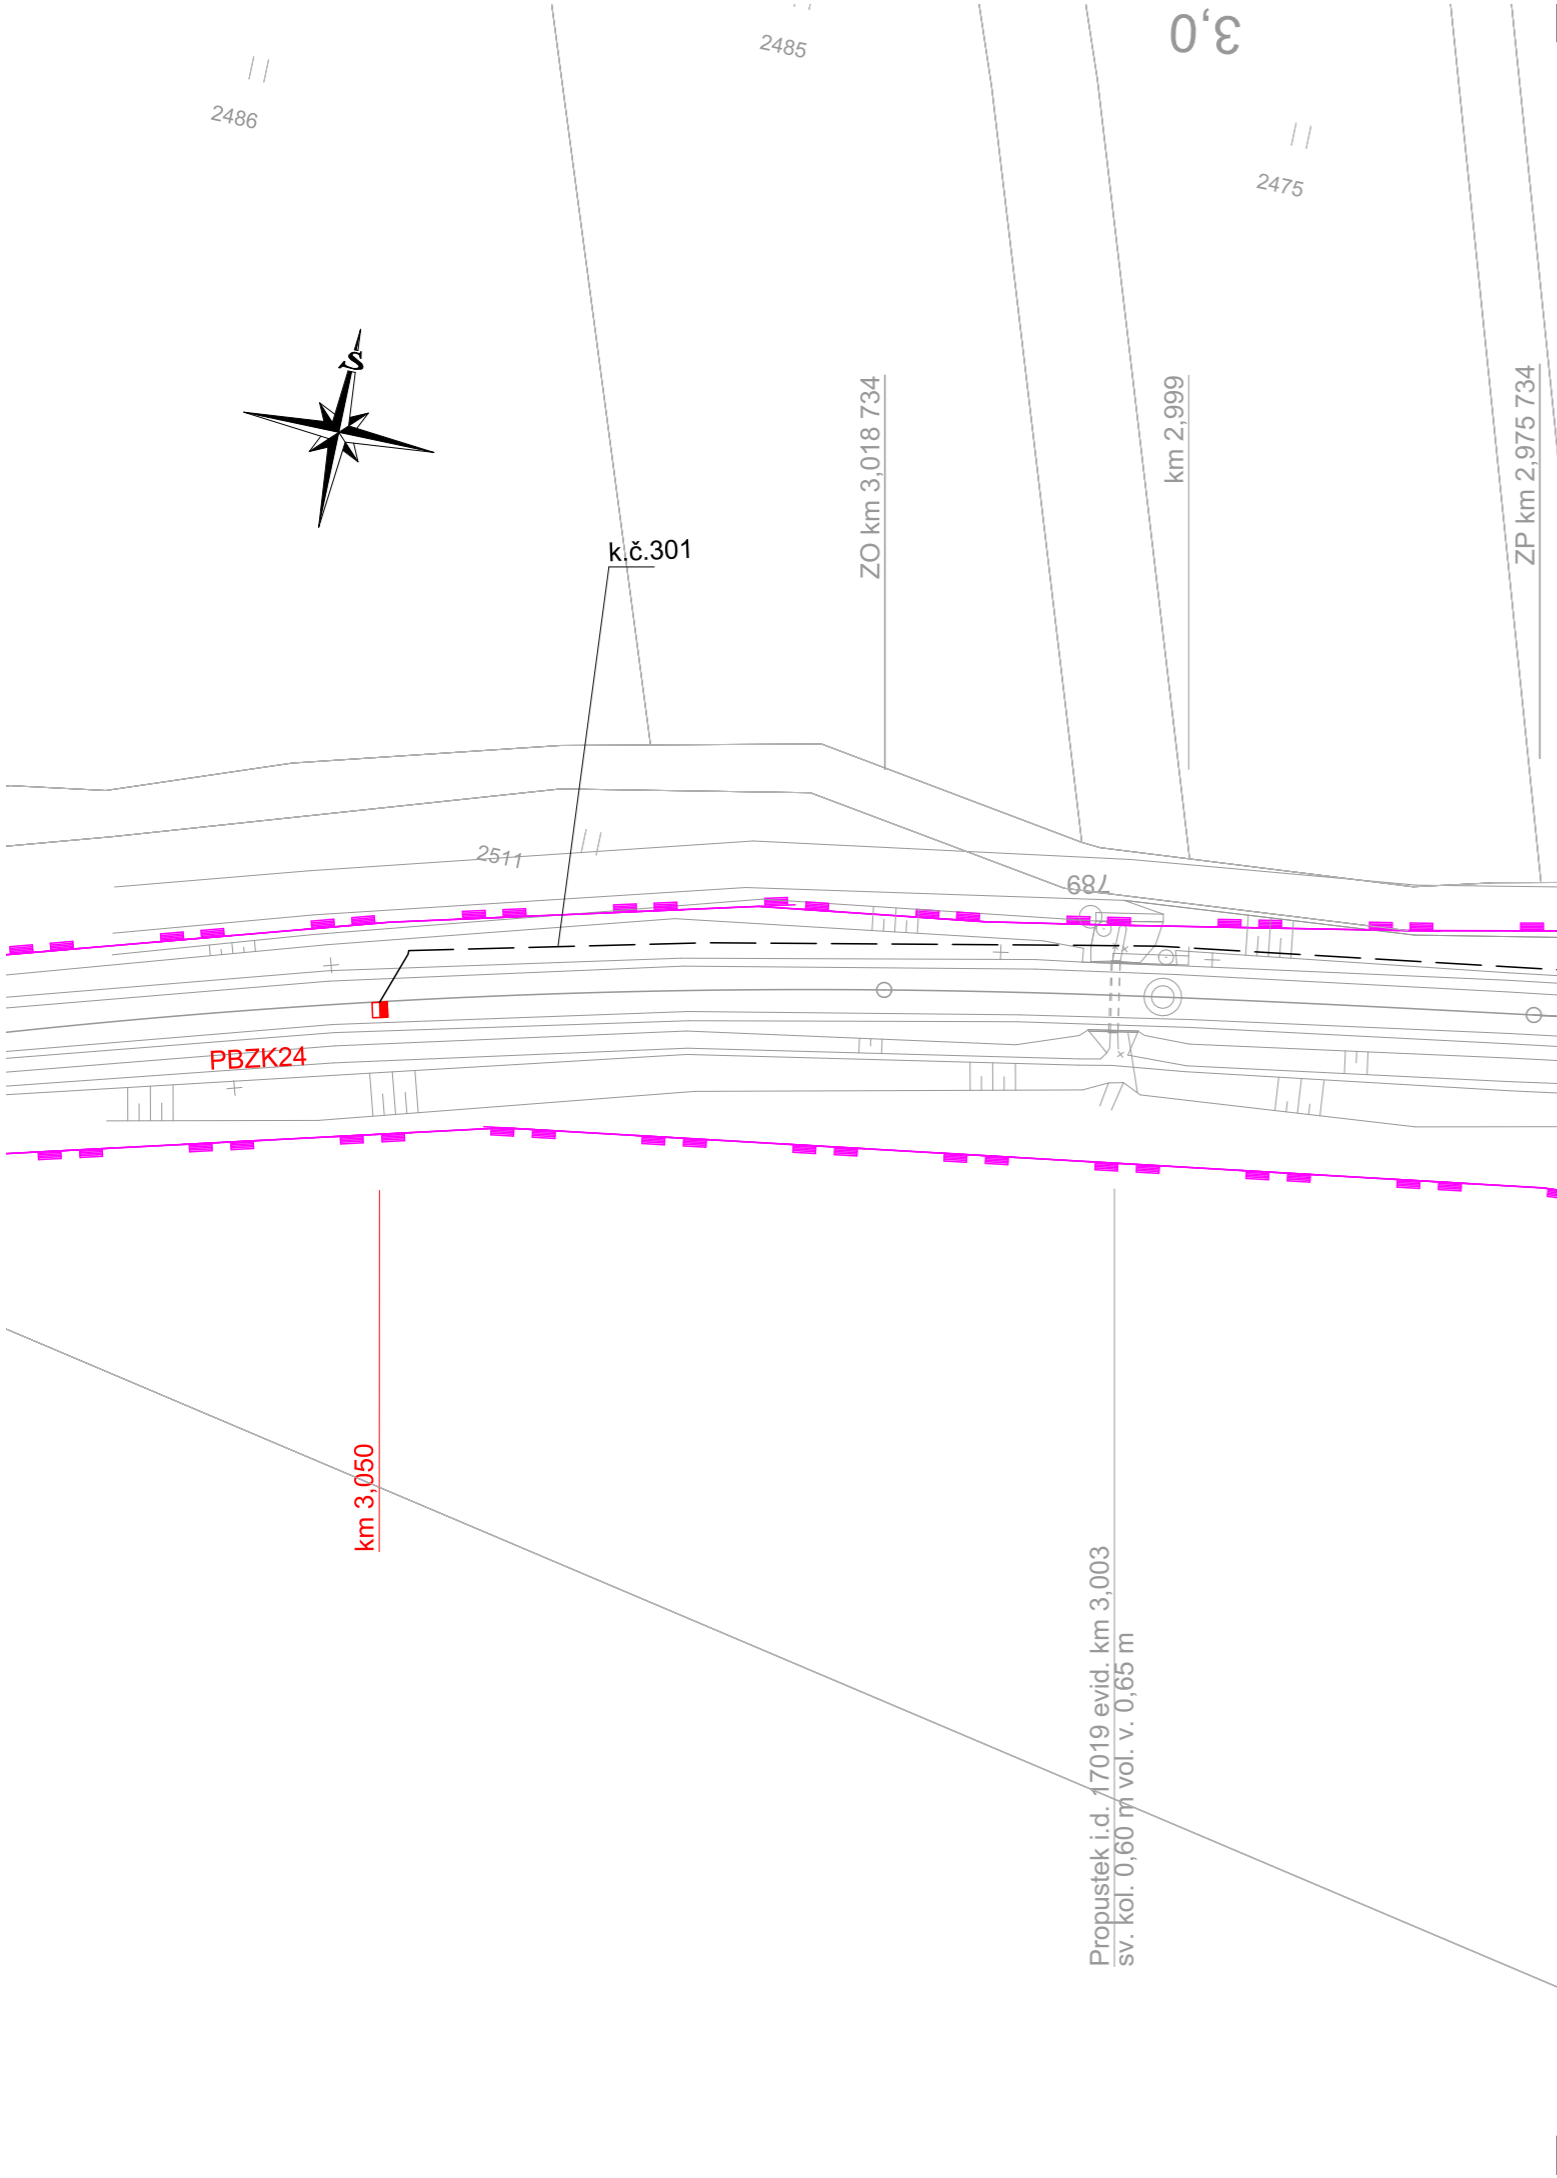 2485
3,0
2486
2475
S
ZO km 3,018 734
km 2,999
ZP km 2,975 734
k.č.301
2511
789
PBZK24
km 3,050
Propustek i.d. 17019 evid. km 3,003
sv. kol. 0,60 m vol. v. 0,65 m